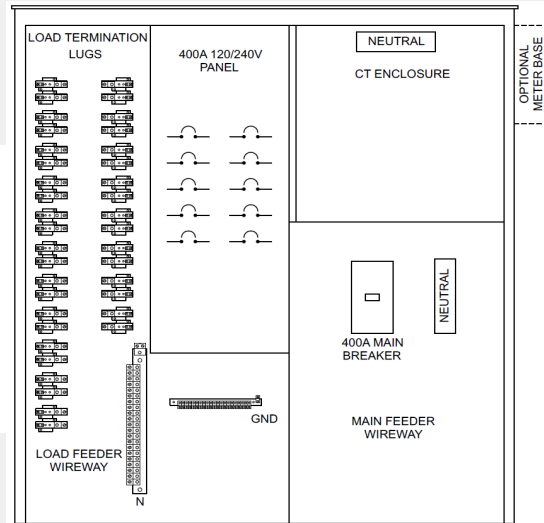 LOAD TERMINATION
LUGS
400A 120/240V
PANEL
NEUTRAL
CT ENCLOSURE
OPTIONAL
METER BASE
NEUTRAL
400A MAIN
BREAKER
GND
MAIN FEEDER
WIREWAY
LOAD FEEDER
WIREWAY
N